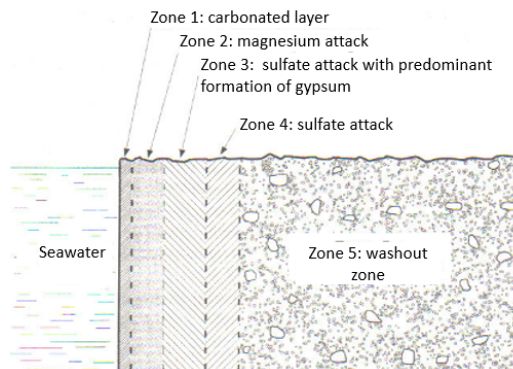 Zone 1: carbonated layer
Zone 2: magnesium attack
Zone 3: sulfate attack with predominant
formation of gypsum
Zone 4: sulfate attack
Seawater
Zone 5: washout
zone